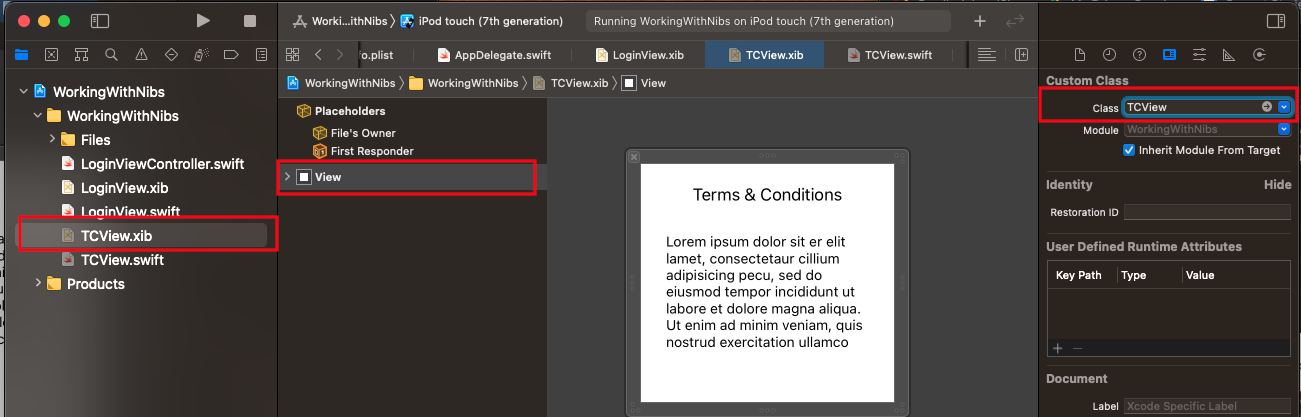 Worki...ithNibs
iPod touch (7th generation)
Running WorkingWithNibs on iPod touch (7th generation)
fo.plist
AppDelegate.swift
LoginView.xib
TCView.xib
TCView.swift
WorkingWithNibs
WorkingWithNibs
TCView.xib
View
WorkingWithNibs
WorkingWithNibs
Files
LoginViewController.swift
LoginView.xib
LoginView.swift
TCView.xib
TCView.swift
Products
Placeholders
File's Owner
First Responder
View
Terms & Conditions
Lorem ipsum dolor sit er elit
lamet, consectetaur cillium
adipisicing pecu, sed do
eiusmod tempor incididunt ut
labore et dolore magna aliqua.
Ut enim ad minim veniam, quis
nostrud exercitation ullamco
Custom Class
Class TCView
Module WorkingWithNibs
Inherit Module From Target
Identity Hide
Restoration ID
User Defined Runtime Attributes
Key Path Type Value
Document
Label Xcode Specific Label